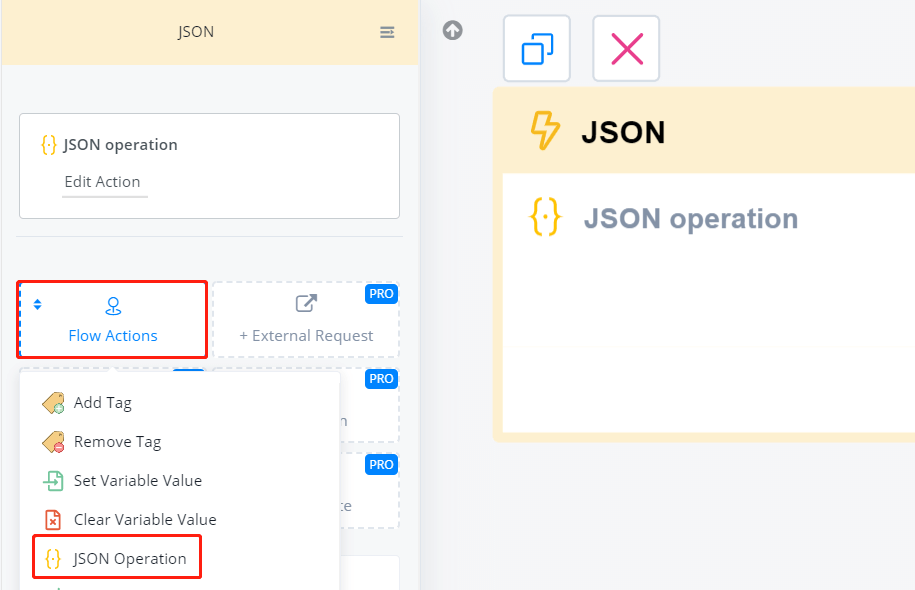 JSON
JSON operation
Edit Action
Flow Actions
PRO
+ External Request
PRO
PRO
Add Tag
Remove Tag
Set Variable Value
Clear Variable Value
JSON Operation
JSON
JSON operation